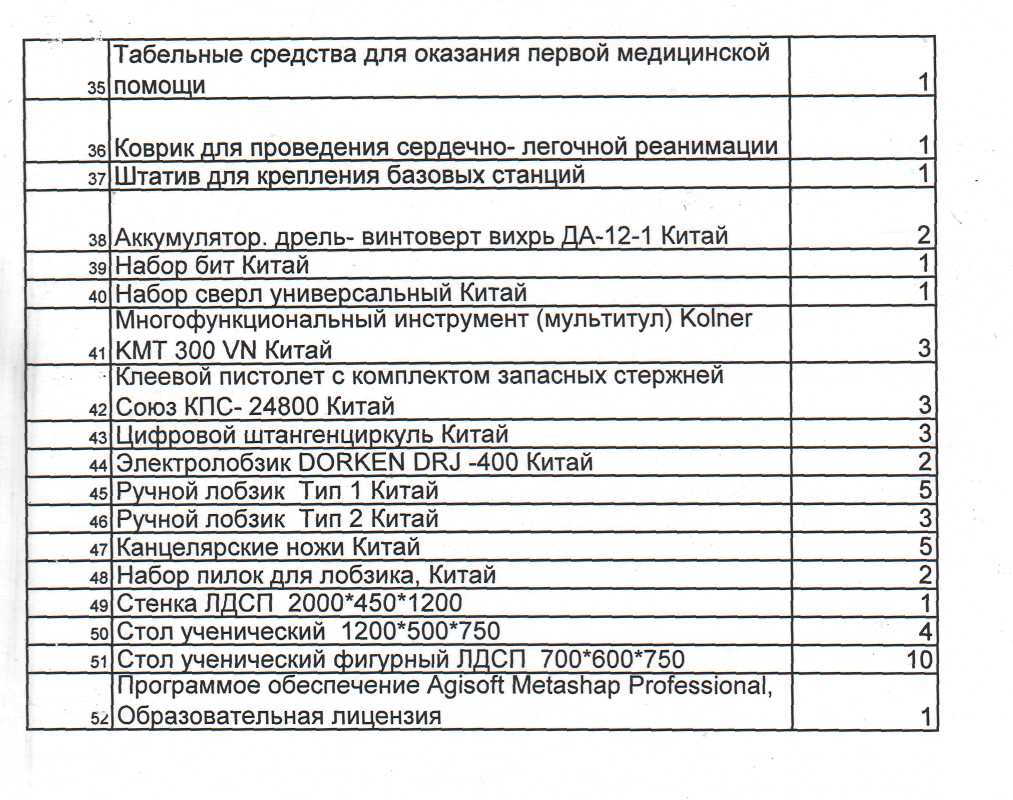 Табельные средства для оказания первой медицинской
35 помощи 1
36 Коврик для проведения сердечно- легочной реанимации 1
37 Штатив для крепления базовых станций 1
38 Аккумулятор. дрель- винтоверт вихрь ДА-12-1 Китай 2
39 Набор бит Китай 1
40 Набор сверл универсальный Китай 1
Многофункциональный инструмент (мультитул) Kolner
41 KMT 300 VN Китай 3
Клеевой пистолет с комплектом запасных стержней
42 Союз КПС- 24800 Китай 3
43 Цифровой штангенциркуль Китай 3
44 Электролобзик DORKEN DRJ -400 Китай 2
45 Ручной лобзик  Тип 1 Китай 5
46 Ручной лобзик  Тип 2 Китай 3
47 Канцелярские ножи Китай 5
48 Набор пилок для лобзика, Китай 2
49 Стенка ЛДСП  2000*450*1200 1
50 Стол ученический  1200*500*750 4
51 Стол ученический фигурный ЛДСП  700*600*750 10
Программое обеспечение Agisoft Metashap Professional,
52 Образовательная лицензия 1